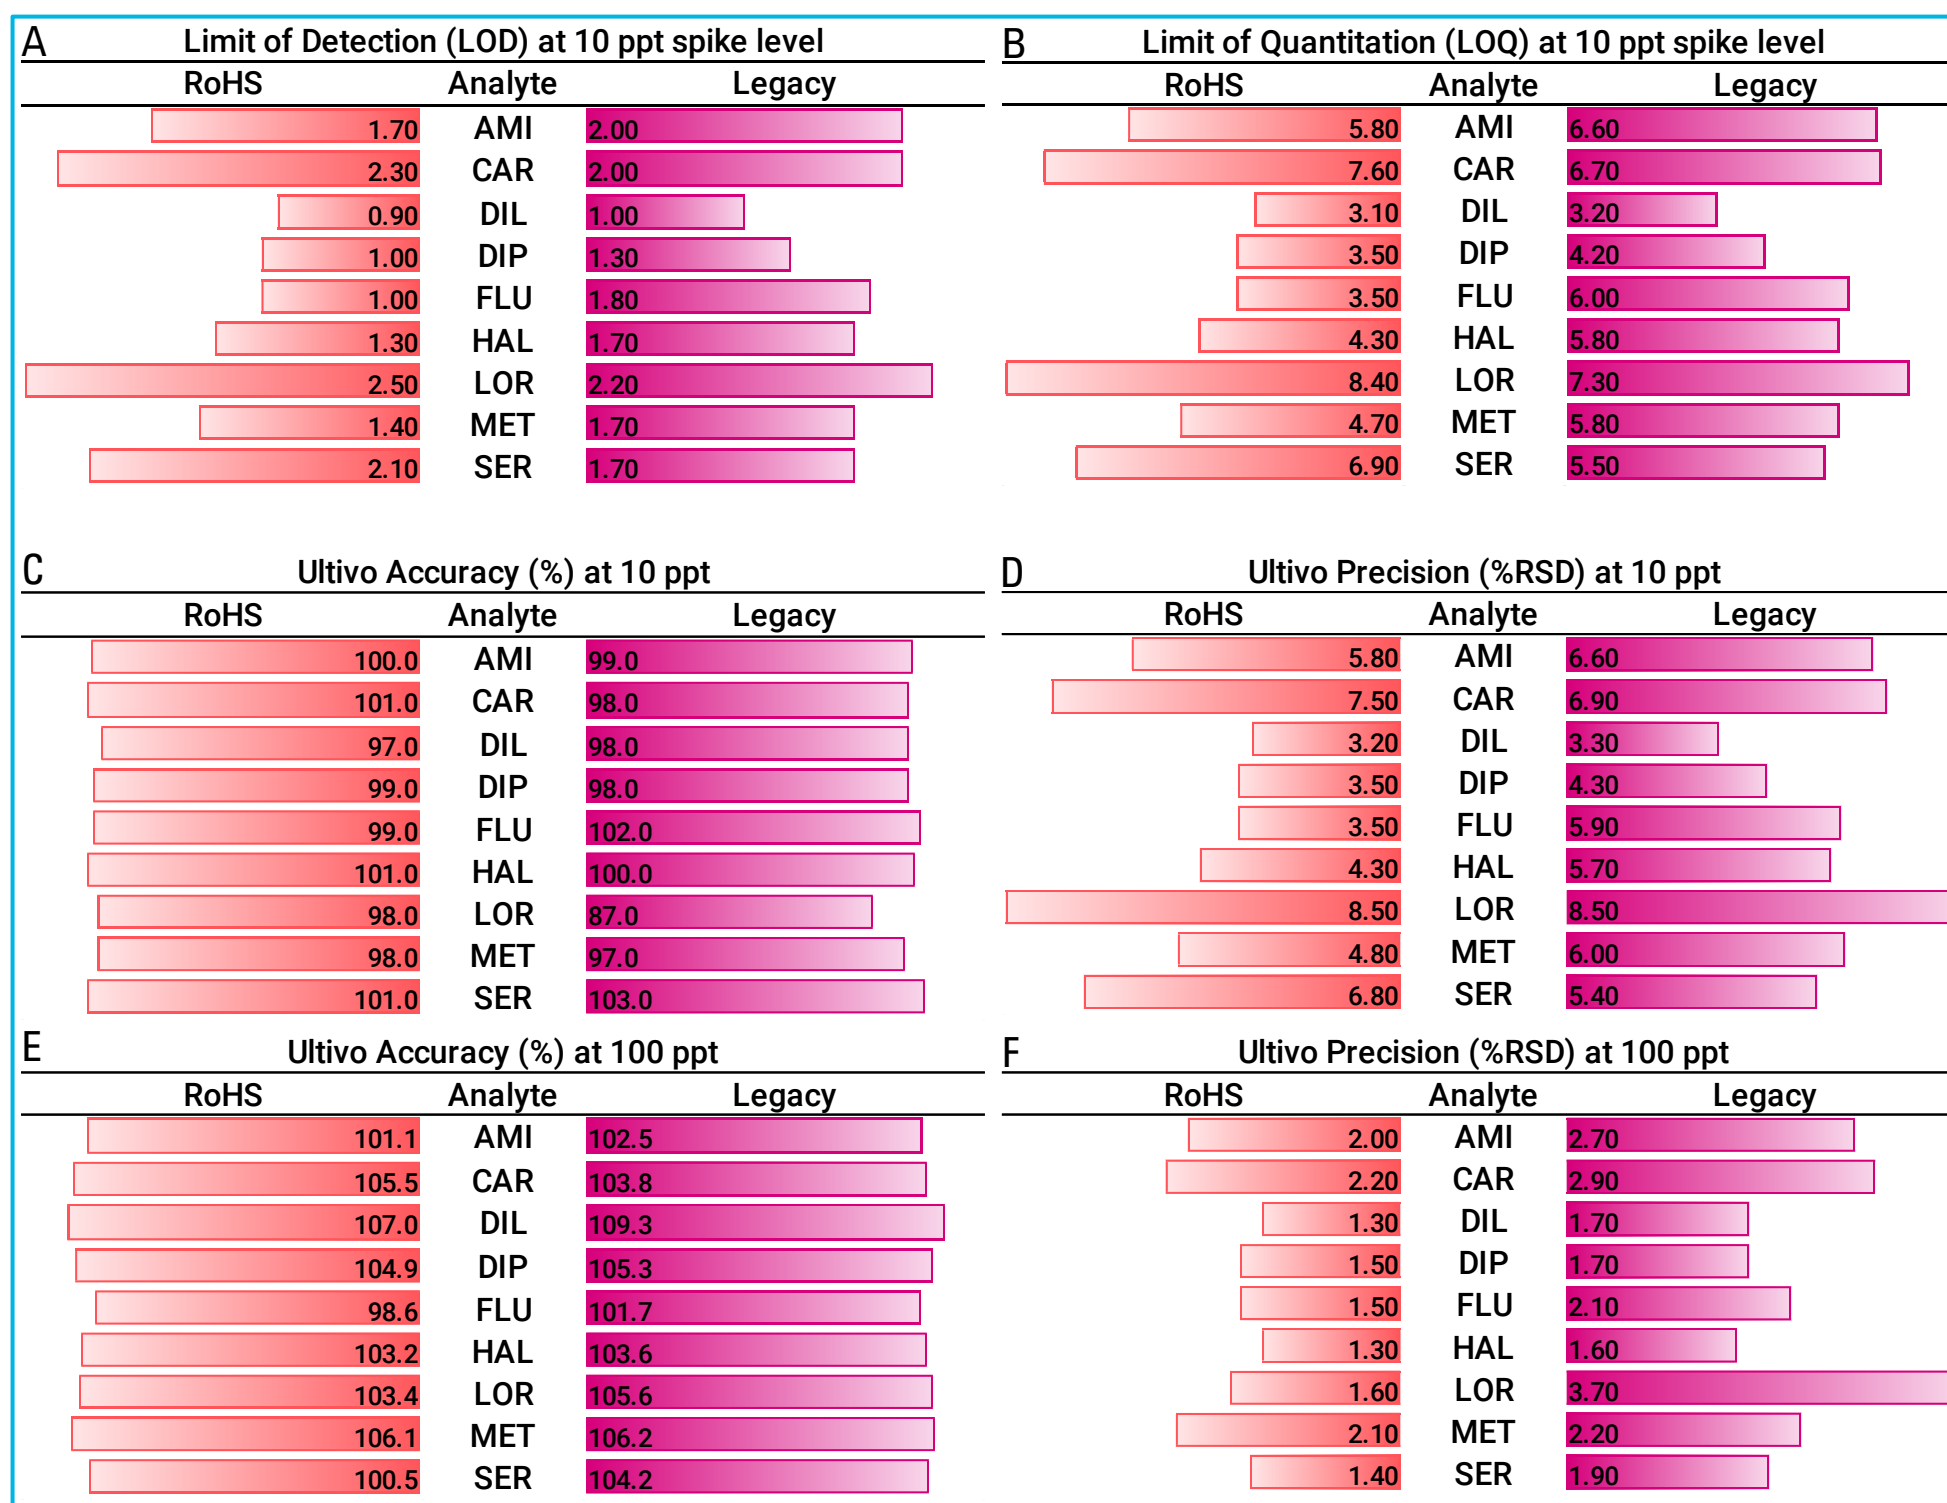 A Limit of Detection (LOD) at 10 ppt spike level
RoHS Analyte Legacy
1.70 AMI 2.00
2.30 CAR 2.00
0.90 DIL 1.00
1.00 DIP 1.30
1.00 FLU 1.80
1.30 HAL 1.70
2.50 LOR 2.20
1.40 MET 1.70
2.10 SER 1.70
B Limit of Quantitation (LOQ) at 10 ppt spike level
RoHS Analyte Legacy
5.80 AMI 6.60
7.60 CAR 6.70
3.10 DIL 3.20
3.50 DIP 4.20
3.50 FLU 6.00
4.30 HAL 5.80
8.40 LOR 7.30
4.70 MET 5.80
6.90 SER 5.50
C Ultivo Accuracy (%) at 10 ppt
RoHS Analyte Legacy
100.0 AMI 99.0
101.0 CAR 98.0
97.0 DIL 98.0
99.0 DIP 98.0
99.0 FLU 102.0
101.0 HAL 100.0
98.0 LOR 87.0
98.0 MET 97.0
101.0 SER 103.0
D Ultivo Precision (%RSD) at 10 ppt
RoHS Analyte Legacy
5.80 AMI 6.60
7.50 CAR 6.90
3.20 DIL 3.30
3.50 DIP 4.30
3.50 FLU 5.90
4.30 HAL 5.70
8.50 LOR 8.50
4.80 MET 6.00
6.80 SER 5.40
E Ultivo Accuracy (%) at 100 ppt
RoHS Analyte Legacy
101.1 AMI 102.5
105.5 CAR 103.8
107.0 DIL 109.3
104.9 DIP 105.3
98.6 FLU 101.7
103.2 HAL 103.6
103.4 LOR 105.6
106.1 MET 106.2
100.5 SER 104.2
F Ultivo Precision (%RSD) at 100 ppt
RoHS Analyte Legacy
2.00 AMI 2.70
2.20 CAR 2.90
1.30 DIL 1.70
1.50 DIP 1.70
1.50 FLU 2.10
1.30 HAL 1.60
1.60 LOR 3.70
2.10 MET 2.20
1.40 SER 1.90